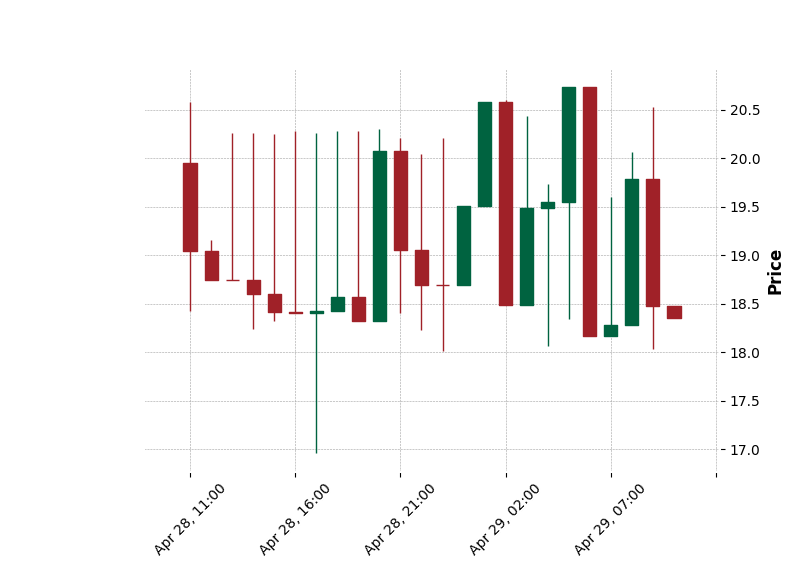 20.5
20.0
19.5
19.0
18.5
18.0
17.5
17.0
Price
Apr 28, 11:00
Apr 28, 16:00
Apr 28, 21:00
Apr 29, 02:00
Apr 29, 07:00